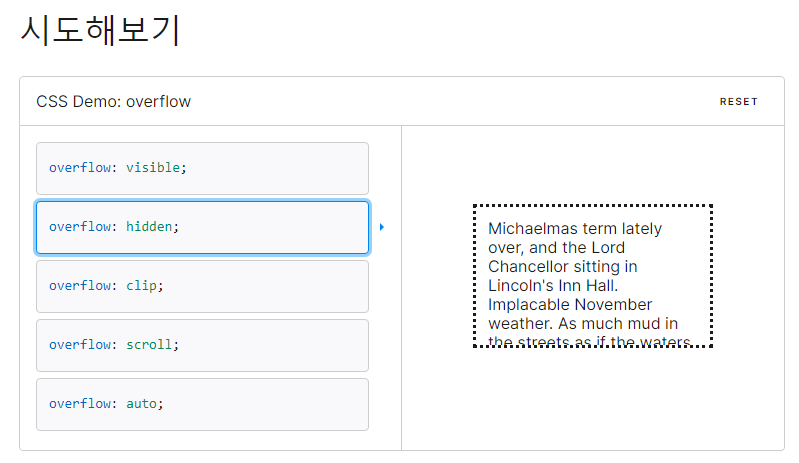 시도해보기
CSS Demo: overflow
RESET
overflow: visible;
overflow: hidden;
overflow: clip;
overflow: scroll;
overflow: auto;
Michaelmas term lately
over, and the Lord
Chancellor sitting in
Lincoln's Inn Hall.
Implacable November
weather. As much mud in
the streets as if the waters